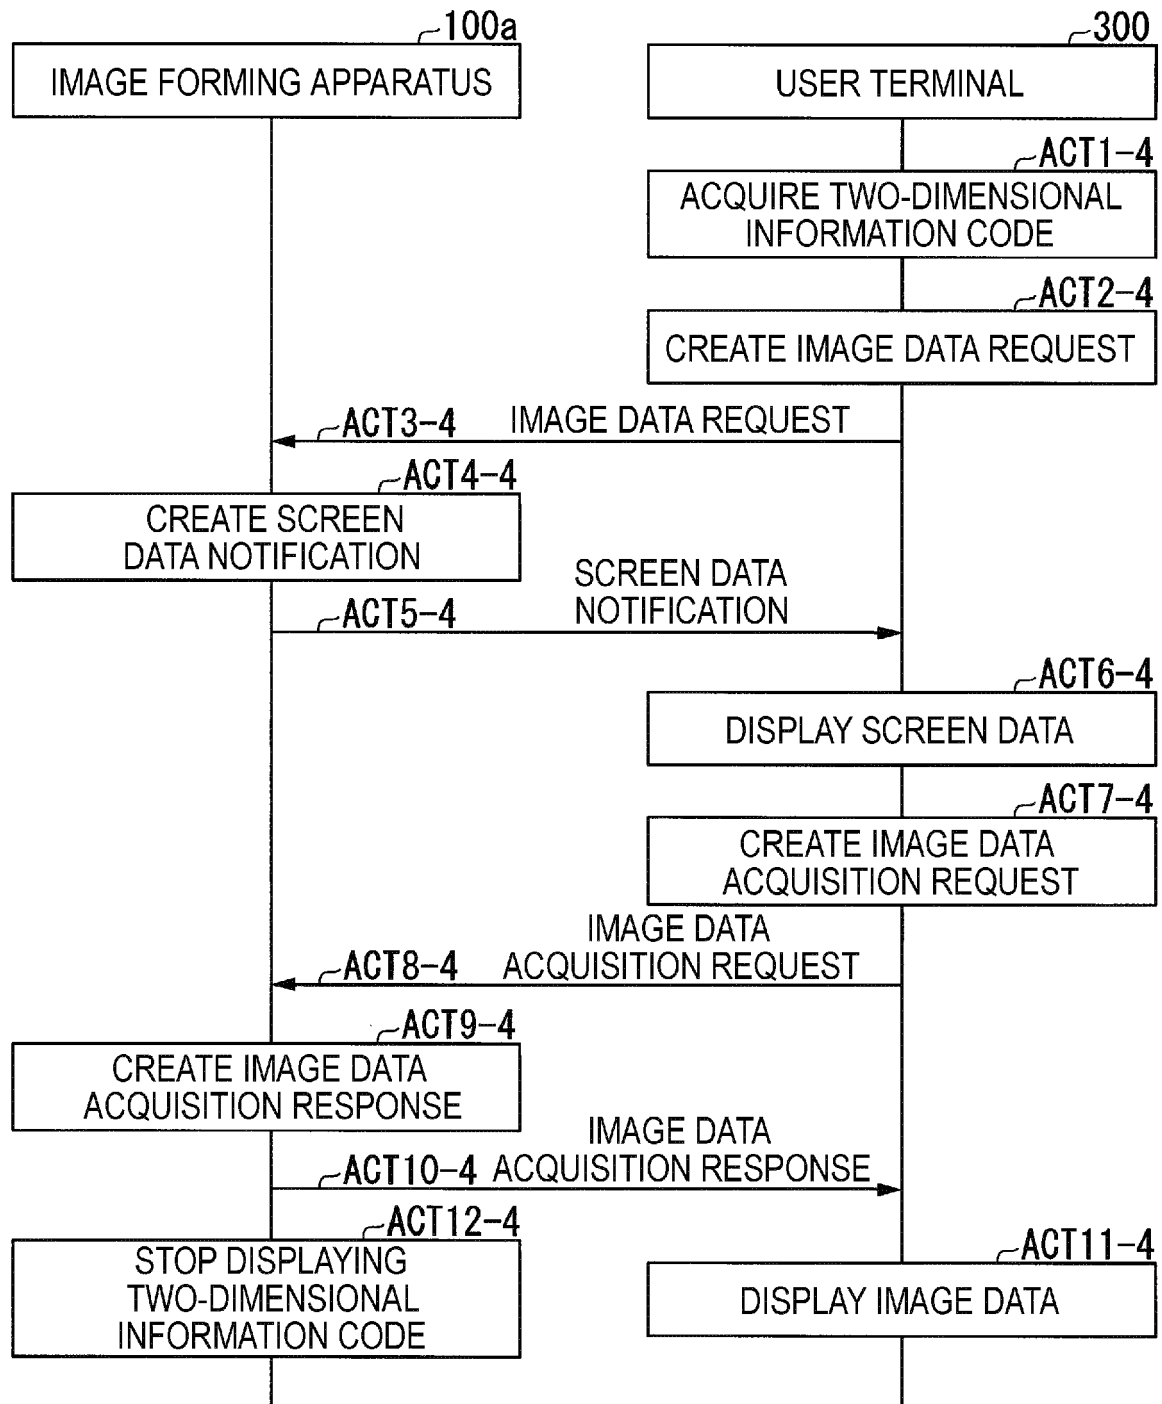 100a
IMAGE FORMING APPARATUS
300
USER TERMINAL
ACT1-4
ACQUIRE TWO-DIMENSIONAL
INFORMATION CODE
ACT2-4
CREATE IMAGE DATA REQUEST
ACT3-4 IMAGE DATA REQUEST
ACT4-4
CREATE SCREEN
DATA NOTIFICATION
SCREEN DATA
NOTIFICATION
ACT5-4
ACT6-4
DISPLAY SCREEN DATA
ACT7-4
CREATE IMAGE DATA
ACQUISITION REQUEST
IMAGE DATA
ACT8-4 ACQUISITION REQUEST
ACT9-4
CREATE IMAGE DATA
ACQUISITION RESPONSE
IMAGE DATA
ACT10-4 ACQUISITION RESPONSE
ACT12-4
STOP DISPLAYING
TWO-DIMENSIONAL
INFORMATION CODE
ACT11-4
DISPLAY IMAGE DATA